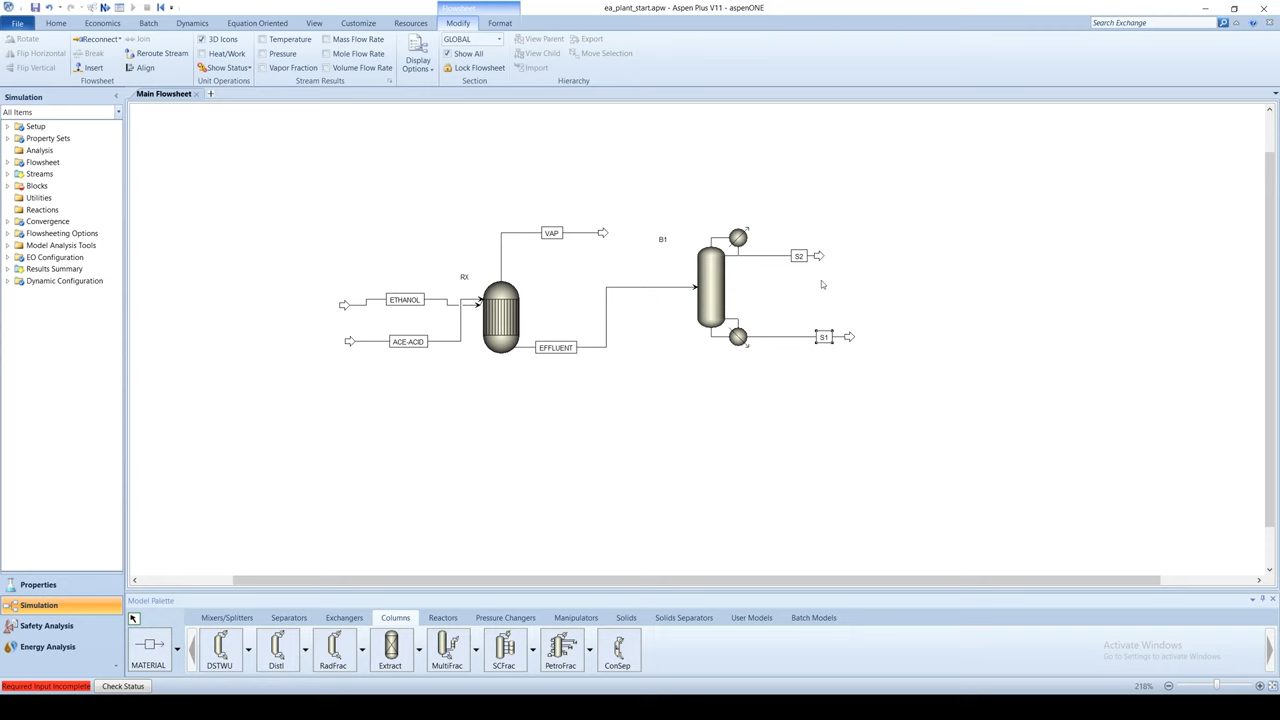 Flowsheet
ea_plant_start.apw - Aspen Plus V11 - aspenONE
File Home Economics Batch Dynamics Equation Oriented View Customize Resources Modify Format Search Exchange
Rotate Reconnect Join 3D Icons Temperature Mass Flow Rate GLOBAL View Parent Export
Flip Horizontal Break Reroute Stream Heat/Work Pressure Mole Flow Rate Display Show All View Child Move Selection
Flip Vertical Insert Align Show Status Vapor Fraction Volume Flow Rate Options Lock Flowsheet Import
Flowsheet Unit Operations Stream Results Section Hierarchy
Simulation
Main Flowsheet
All Items
Setup
Property Sets
Analysis
Flowsheet
Streams
Blocks
Utilities
Reactions
Convergence
Flowsheeting Options
Model Analysis Tools
EO Configuration
Results Summary
Dynamic Configuration
VAP
B1
S2
RX
ETHANOL
ACE-ACID
EFFLUENT
S1
Properties
Simulation
Safety Analysis
Energy Analysis
Model Palette
Mixers/Splitters Separators Exchangers Columns Reactors Pressure Changers Manipulators Solids Solids Separators User Models Batch Models
MATERIAL DSTWU Distl RadFrac Extract MultiFrac SCFrac PetroFrac ConSep
Activate Windows
Go to Settings to activate Windows.
Required Input Incomplete Check Status 218%